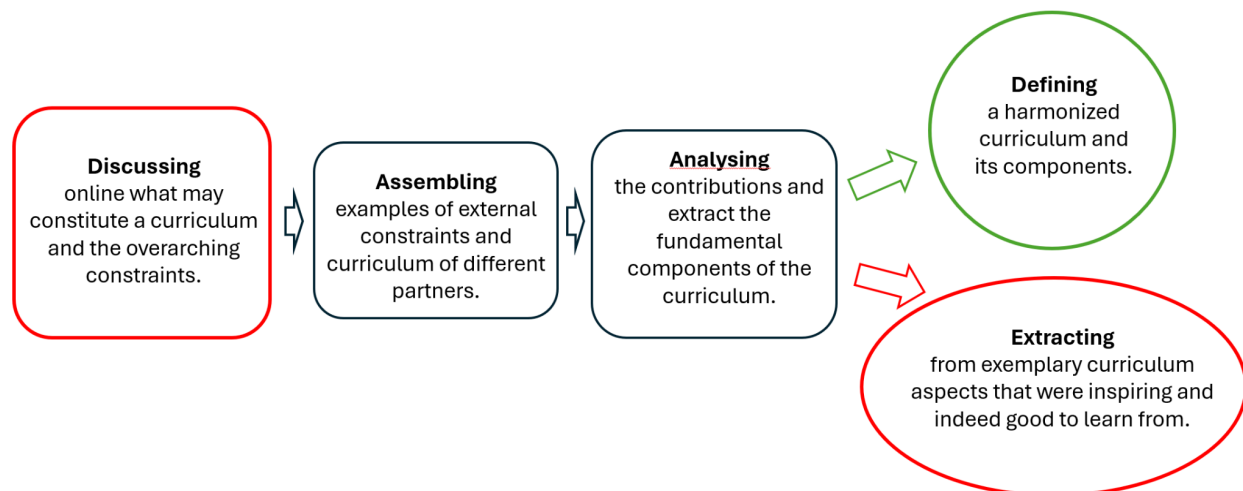 Discussing
online what may
constitute a curriculum
and the overarching
constraints.
Assembling
examples of external
constraints and
curriculum of different
partners.
Analysing
the contributions and
extract the
fundamental
components of the
curriculum.
Defining
a harmonized
curriculum and
its components.
Extracting
from exemplary curriculum
aspects that were inspiring and
indeed good to learn from.